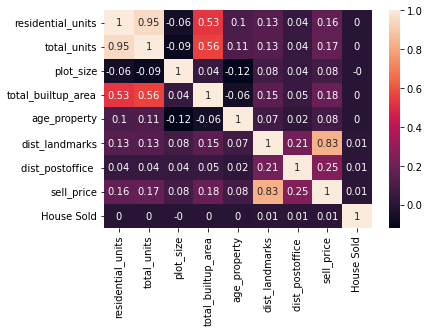 residential_units 1 0.95 -0.06 0.53 0.1 0.13 0.04 0.16 0 1.0
total_units 0.95 1 -0.09 0.56 0.11 0.13 0.04 0.17 0
plot_size -0.06 -0.09 1 0.04 -0.12 0.08 0.04 0.08 -0 0.8
total_builtup_area 0.53 0.56 0.04 1 -0.06 0.15 0.05 0.18 0
age_property 0.1 0.11 -0.12 -0.06 1 0.07 0.02 0.08 0 0.6
dist_landmarks 0.13 0.13 0.08 0.15 0.07 1 0.21 0.83 0.01 0.4
dist_postoffice 0.04 0.04 0.04 0.05 0.02 0.21 1 0.25 0.01
sell_price 0.16 0.17 0.08 0.18 0.08 0.83 0.25 1 0.01 0.2
House Sold 0 0 -0 0 0 0.01 0.01 0.01 1 0.0
residential_units
total_units
plot_size
total_builtup_area
age_property
dist_landmarks
dist_postoffice
sell_price
House Sold